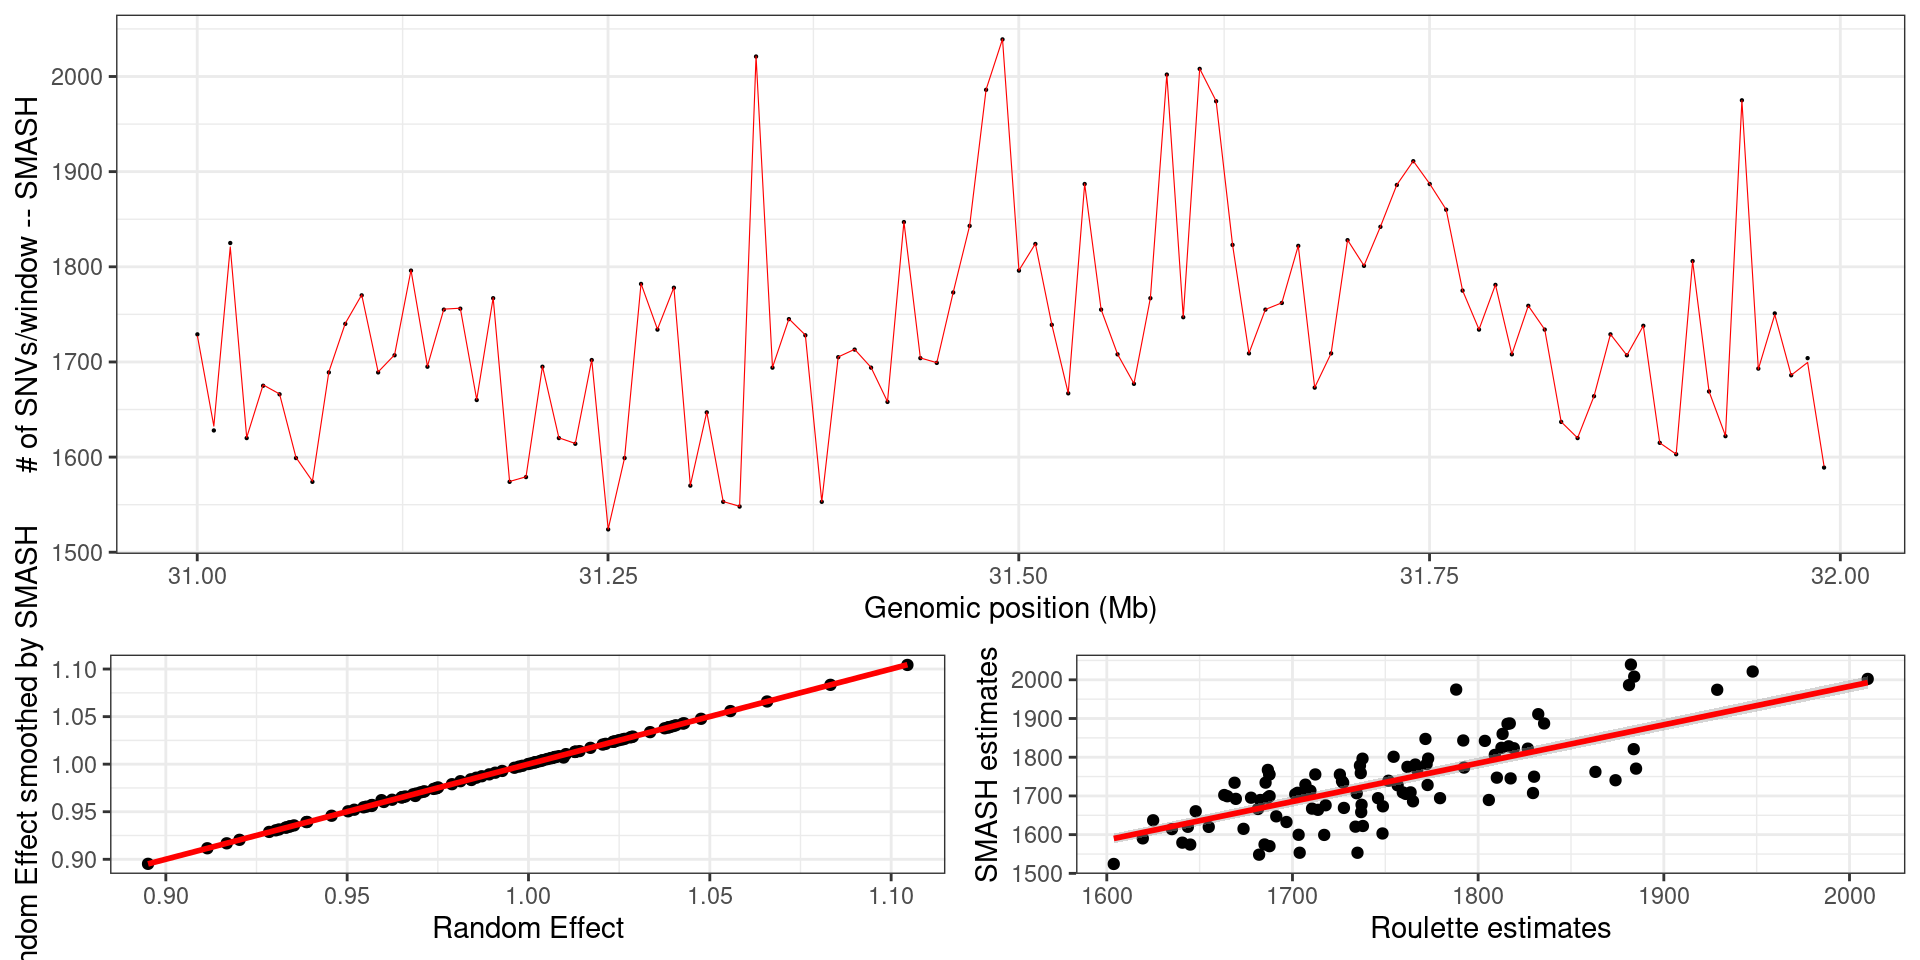 # of SNVs/window -- SMASH
2000
1900
1800
1700
1600
1500
31.00 31.25 31.50 31.75 32.00
Genomic position (Mb)
Effect smoothed by SMASH
1.10
1.05
1.00
0.95
0.90
0.90 0.95 1.00 1.05 1.10
Random Effect
SMASH estimates
2000
1900
1800
1700
1600
1500
1600 1700 1800 1900 2000
Roulette estimates